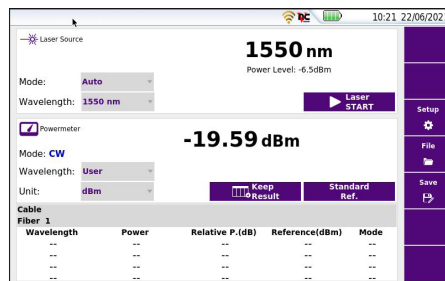 10:21 22/06/202
Laser Source
1550 nm
Power Level: -6.5dBm
Mode: Auto
Wavelength: 1550 nm
Laser START
Setup
Powermeter
-19.59 dBm
File
Mode: CW
Wavelength: User
Unit: dBm
Keep Result
Standard Ref.
Save
Cable
Fiber 1
Wavelength Power Relative P.(dB) Reference(dBm) Mode
-- -- -- -- --
-- -- -- -- --
-- -- -- -- --
-- -- -- -- --